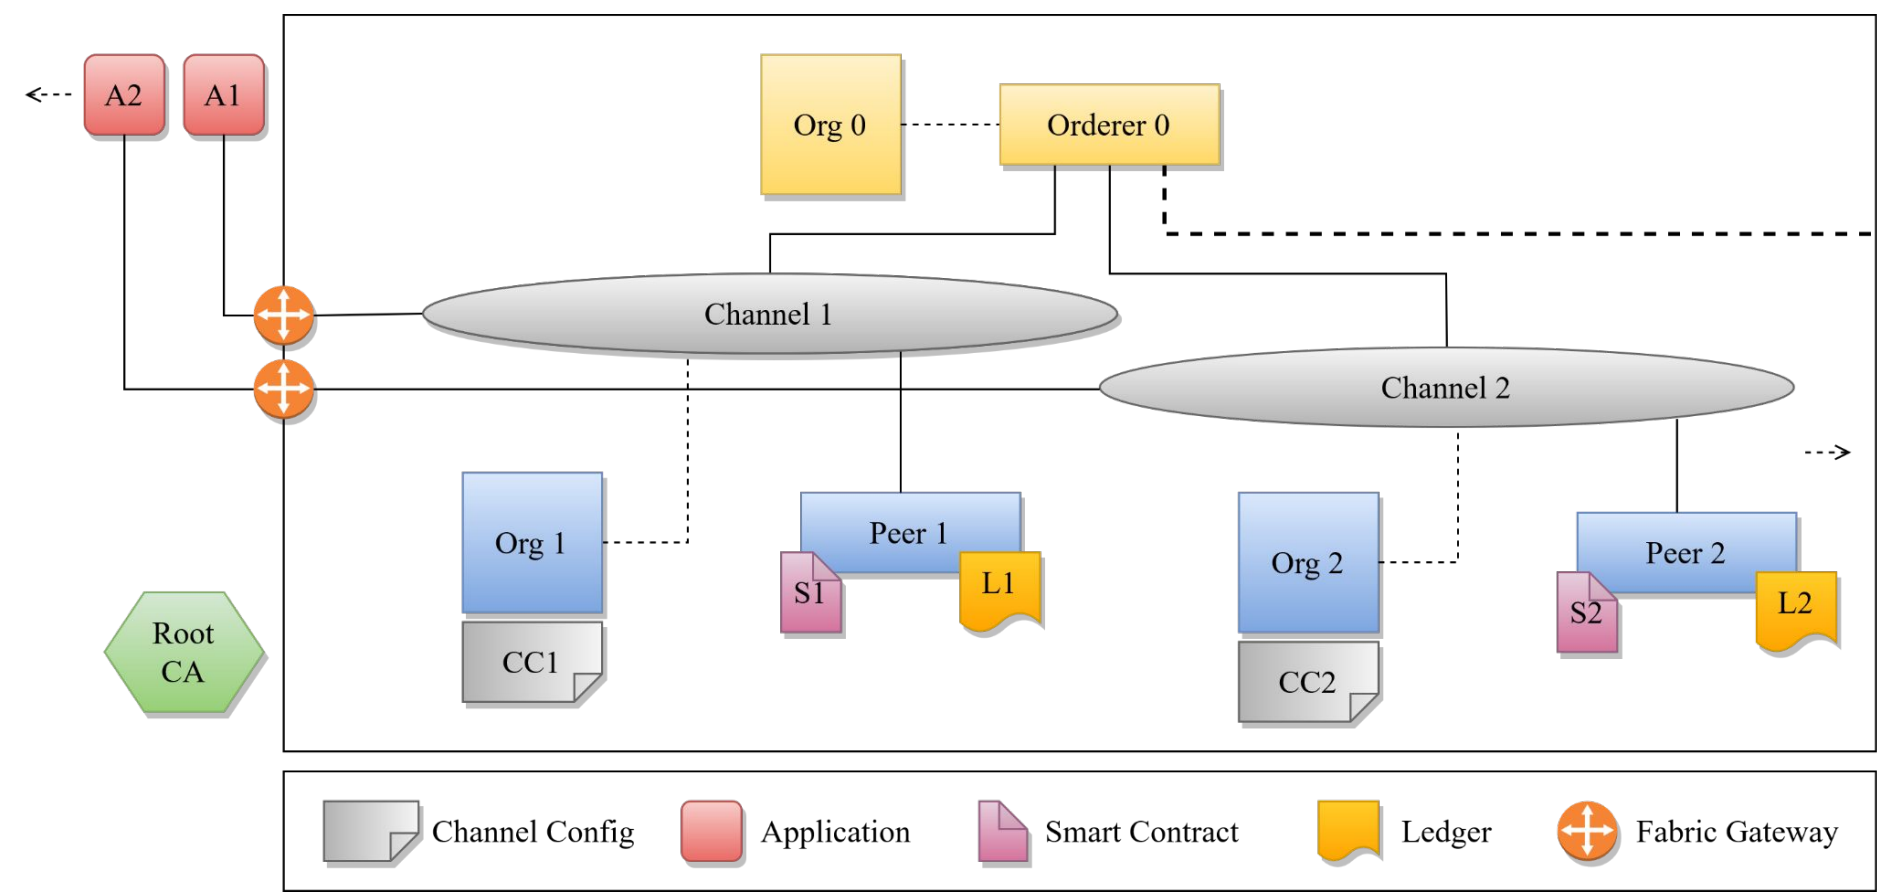 A2
A1
Org 0
Orderer 0
Channel 1
Channel 2
Org 1
Peer 1
S1
L1
CC1
Org 2
Peer 2
S2
L2
CC2
Root
CA
Channel Config
Application
Smart Contract
Ledger
Fabric Gateway